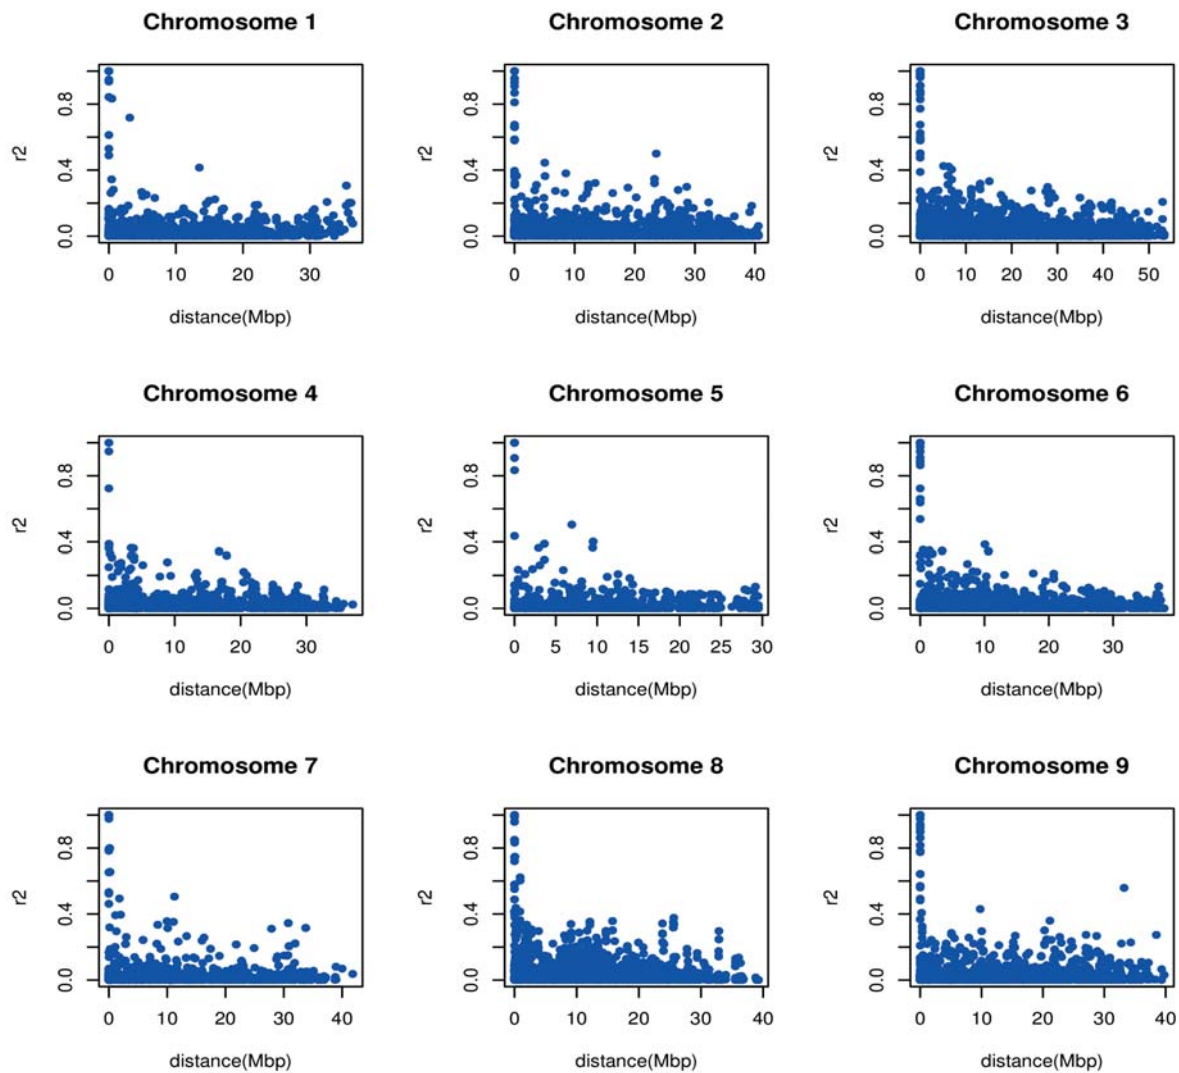 Chromosome 1 Chromosome 2 Chromosome 3
r2 0.0 0.4 0.8 r2 0.0 0.4 0.8 r2 0.0 0.4 0.8
0 10 20 30 0 10 20 30 40 0 10 20 30 40 50
distance(Mbp) distance(Mbp) distance(Mbp)
Chromosome 4 Chromosome 5 Chromosome 6
r2 0.0 0.4 0.8 r2 0.0 0.4 0.8 r2 0.0 0.4 0.8
0 10 20 30 0 5 10 15 20 25 30 0 10 20 30
distance(Mbp) distance(Mbp) distance(Mbp)
Chromosome 7 Chromosome 8 Chromosome 9
r2 0.0 0.4 0.8 r2 0.0 0.4 0.8 r2 0.0 0.4 0.8
0 10 20 30 40 0 10 20 30 40 0 10 20 30 40
distance(Mbp) distance(Mbp) distance(Mbp)